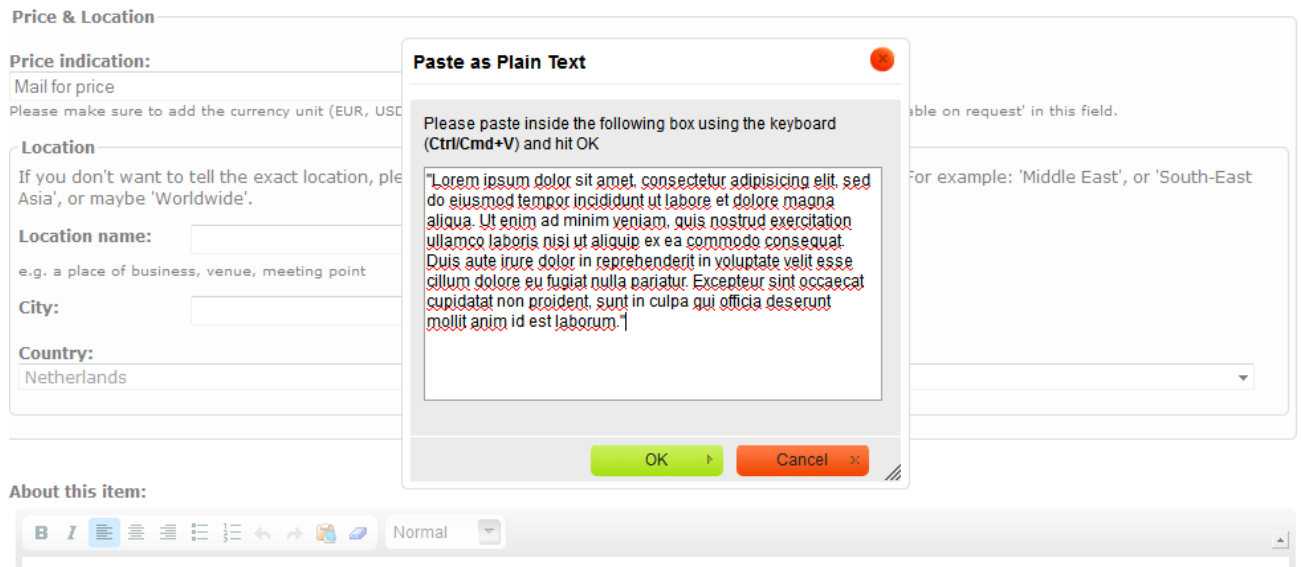 Price & Location
Price indication:
Mail for price
Please make sure to add the currency unit (EUR, USD
able on request' in this field.
Location
If you don't want to tell the exact location, ple
For example: 'Middle East', or 'South-East
Asia', or maybe 'Worldwide'.
Location name:
e.g. a place of business, venue, meeting point
City:
Country:
Netherlands
Paste as Plain Text
Please paste inside the following box using the keyboard
(Ctrl/Cmd+V) and hit OK
"Lorem ipsum dolor sit amet, consectetur adipisicing elit, sed
do eiusmod tempor incididunt ut labore et dolore magna
aliqua. Ut enim ad minim veniam, quis nostrud exercitation
ullamco laboris nisi ut aliquip ex ea commodo consequat.
Duis aute irure dolor in reprehenderit in voluptate velit esse
cillum dolore eu fugiat nulla pariatur. Excepteur sint occaecat
cupidatat non proident, sunt in culpa qui officia deserunt
mollit anim id est laborum."
OK
Cancel
About this item:
B I
Normal